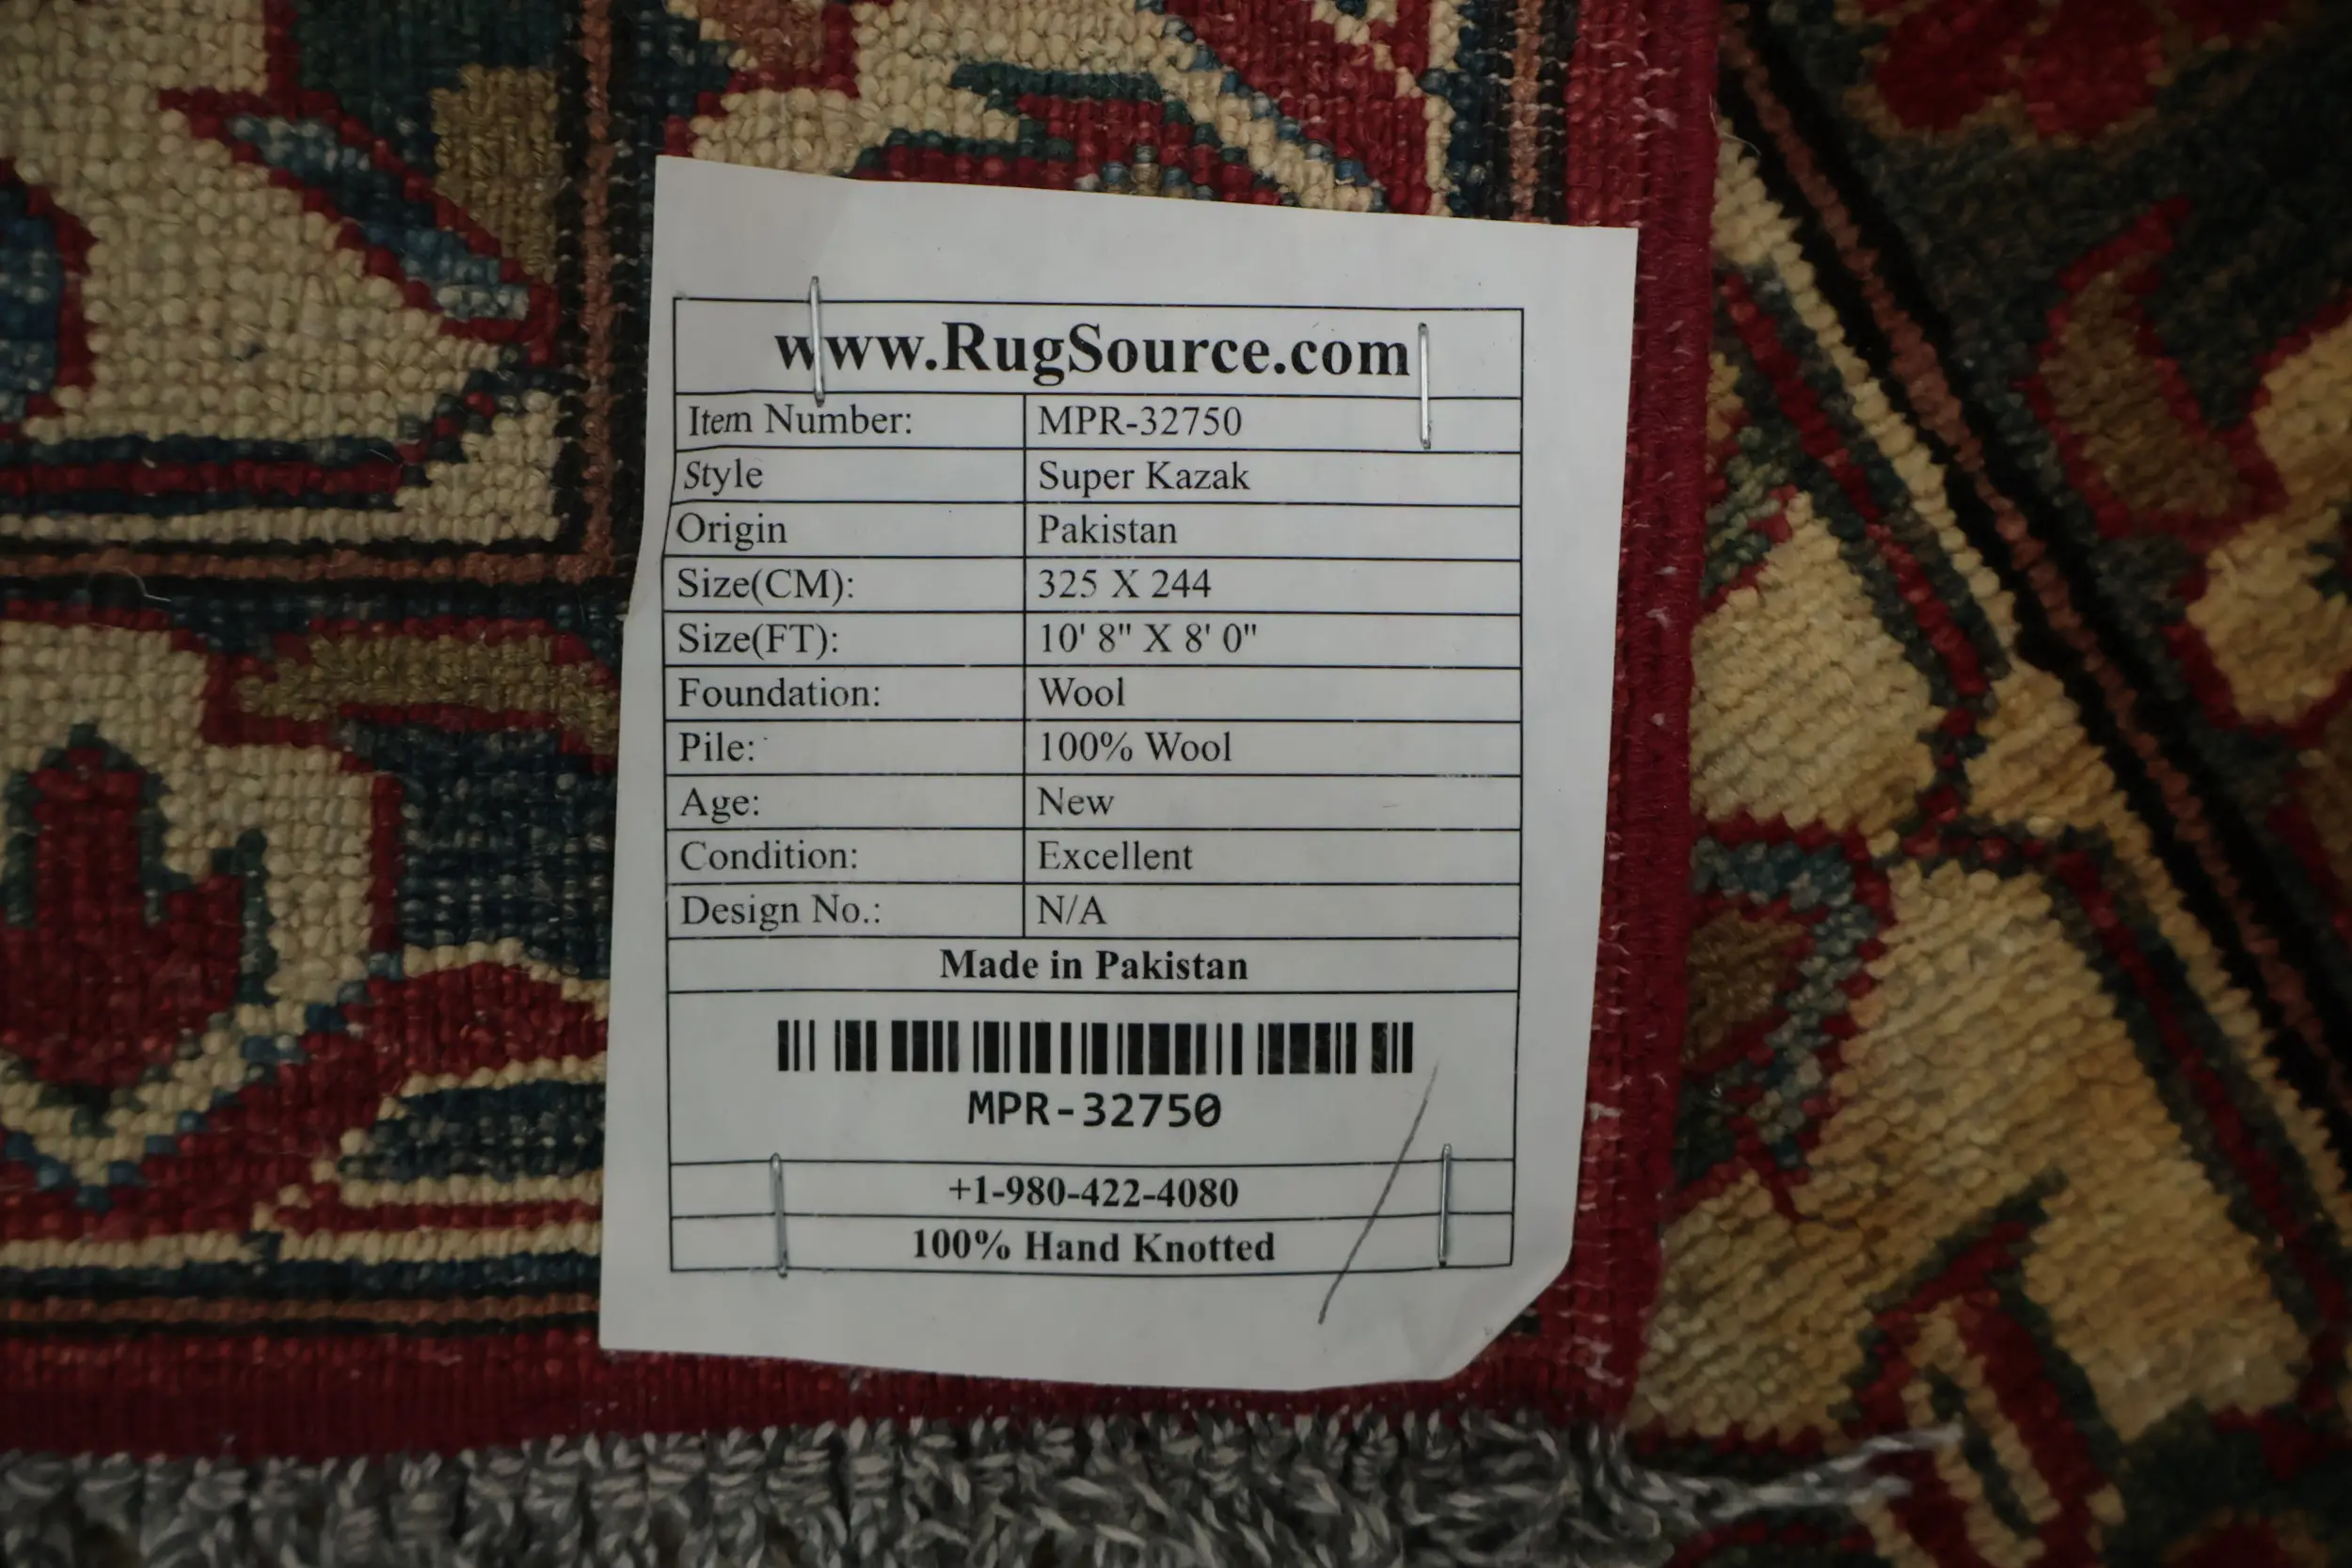 www.RugSource.com
Item Number: MPR-32750
Style Super Kazak
Origin Pakistan
Size(CM): 325 X 244
Size(FT): 10' 8" X 8' 0"
Foundation: Wool
Pile: 100% Wool
Age: New
Condition: Excellent
Design No.: N/A
Made in Pakistan
MPR-32750
+1-980-422-4080
100% Hand Knotted